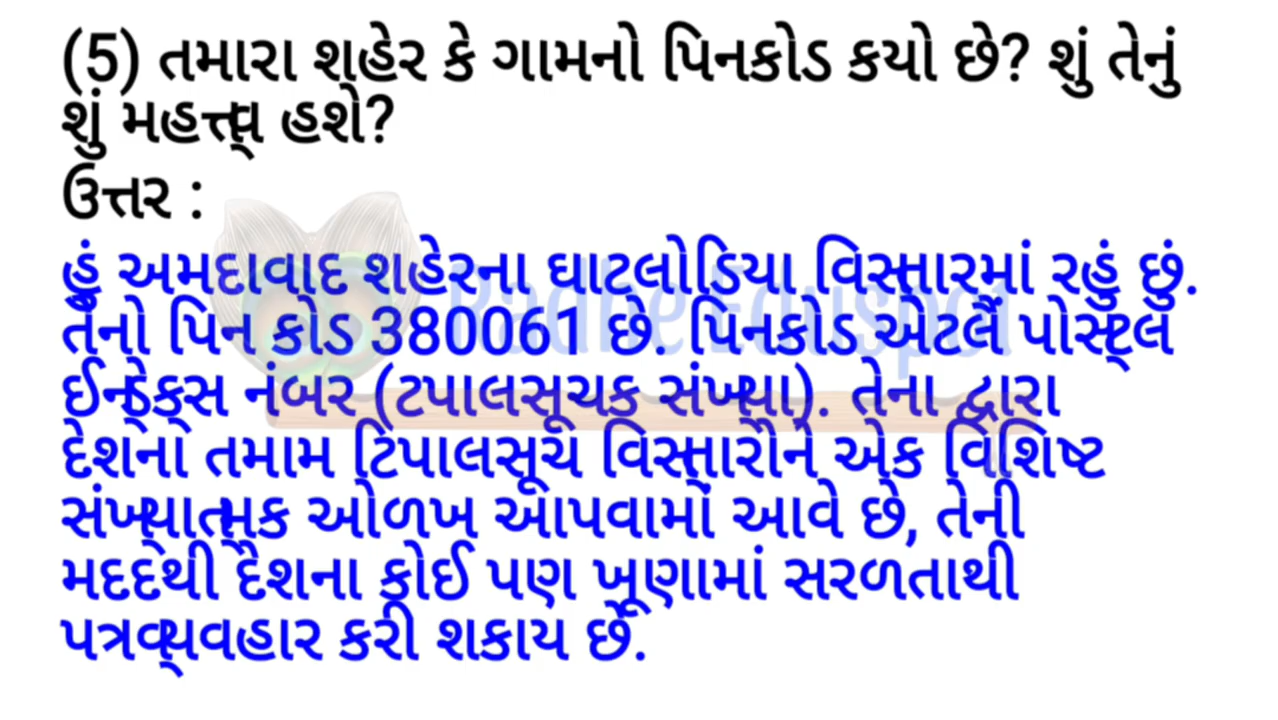 (5) તમારા શહેર કે ગામનો પિનકોડ કયો છે? શું તેનું
શું મહત્ત્વ હશે?
ઉત્તર :
હું અમદાવાદ શહેરના ઘાટલોડિયા વિસ્તારમાં રહું છું.
તેનો પિન કોડ 380061 છે. પિનકોડ એટલે પોસ્ટલ
ઈન્ડેક્સ નંબર (ટપાલસૂચક સંખ્યા). તેના દ્વારા
દેશના તમામ ટિપાલસૂચ વિસ્તારોને એક વિશિષ્ટ
સંખ્યાત્મક ઓળખ આપવામાં આવે છે, તેની
મદદથી દેશના કોઈ પણ ખૂણામાં સરળતાથી
પત્રવ્યવહાર કરી શકાય છે.
Radhe Eduspot